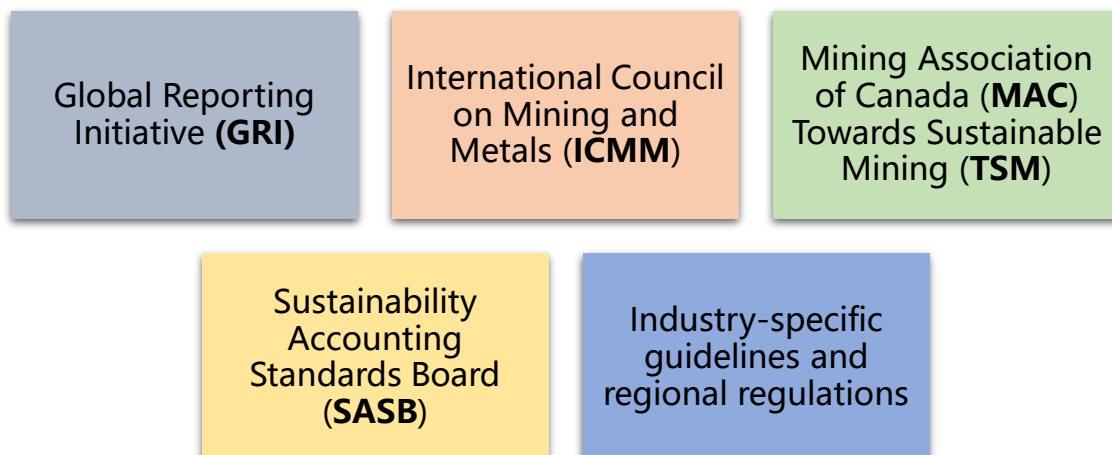 Global Reporting
Initiative (GRI)
International Council
on Mining and
Metals (ICMM)
Mining Association
of Canada (MAC)
Towards Sustainable
Mining (TSM)
Sustainability
Accounting
Standards Board
(SASB)
Industry-specific
guidelines and
regional regulations